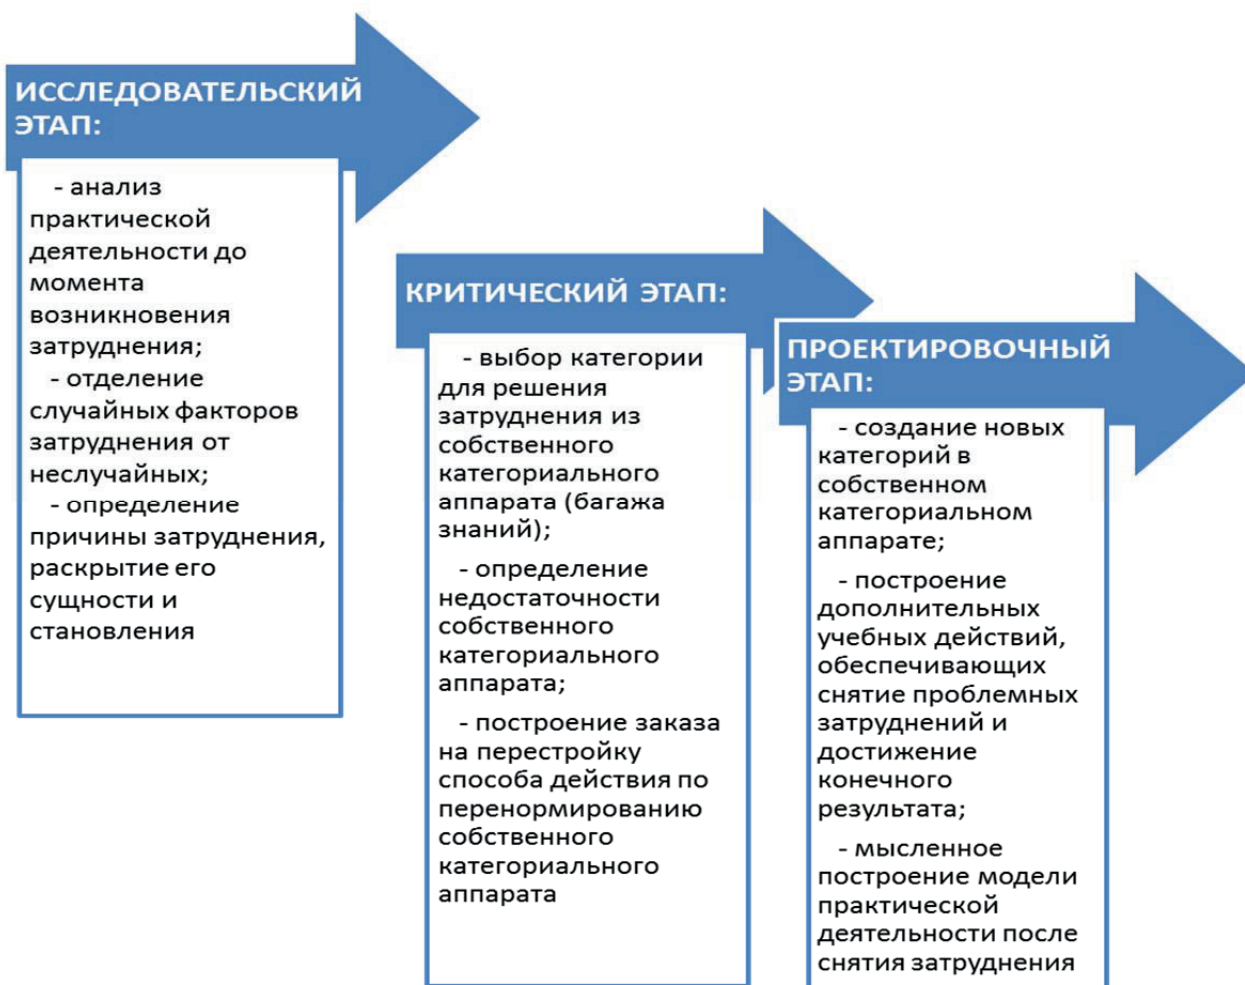 ИССЛЕДОВАТЕЛЬСКИЙ
ЭТАП:
- анализ
практической
деятельности до
момента
возникновения
затруднения;
- отделение
случайных факторов
затруднения от
неслучайных;
- определение
причины затруднения,
раскрытие его
сущности и
становления
КРИТИЧЕСКИЙ ЭТАП:
- выбор категории
для решения
затруднения из
собственного
категориального
аппарата (багажа
знаний);
- определение
недостаточности
собственного
категориального
аппарата;
- построение заказа
на перестройку
способа действия по
перенормированию
собственного
категориального
аппарата
ПРОЕКТИРОВОЧНЫЙ
ЭТАП:
- создание новых
категорий в
собственном
категориальном
аппарате;
- построение
дополнительных
учебных действий,
обеспечивающих
снятие проблемных
затруднений и
достижение
конечного
результата;
- мысленное
построение модели
практической
деятельности после
снятия затруднения